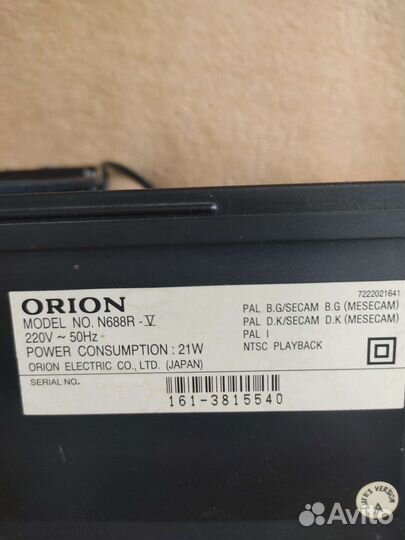 ORION
MODEL NO. N688R-V
220V ~ 50Hz
POWER CONSUMPTION : 21W
ORION ELECTRIC CO., LTD. (JAPAN)
SERIAL NO.
161-3815540
7222021641
PAL B.G/SECAM B.G (MESECAM)
PAL D.K/SECAM D.K (MESECAM)
PAL I
NTSC PLAYBACK
VERSION
A
Avito